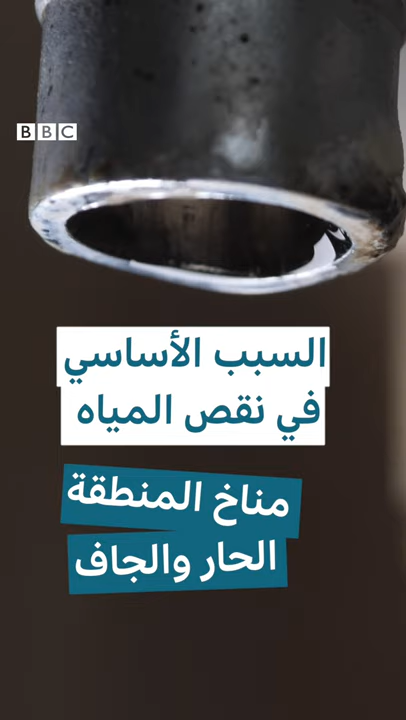 BBC
السبب الأساسي
في نقص المياه
مناخ المنطقة
الحار والجاف